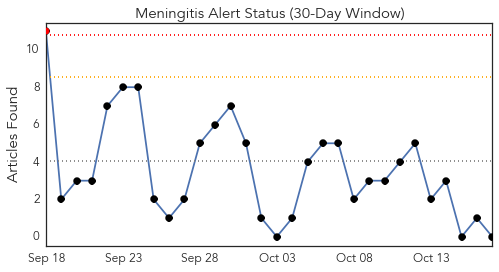 Meningitis Alert Status (30-Day Window)
Articles Found
10
8
6
4
2
0
Sep 18 Sep 23 Sep 28 Oct 03 Oct 08 Oct 13